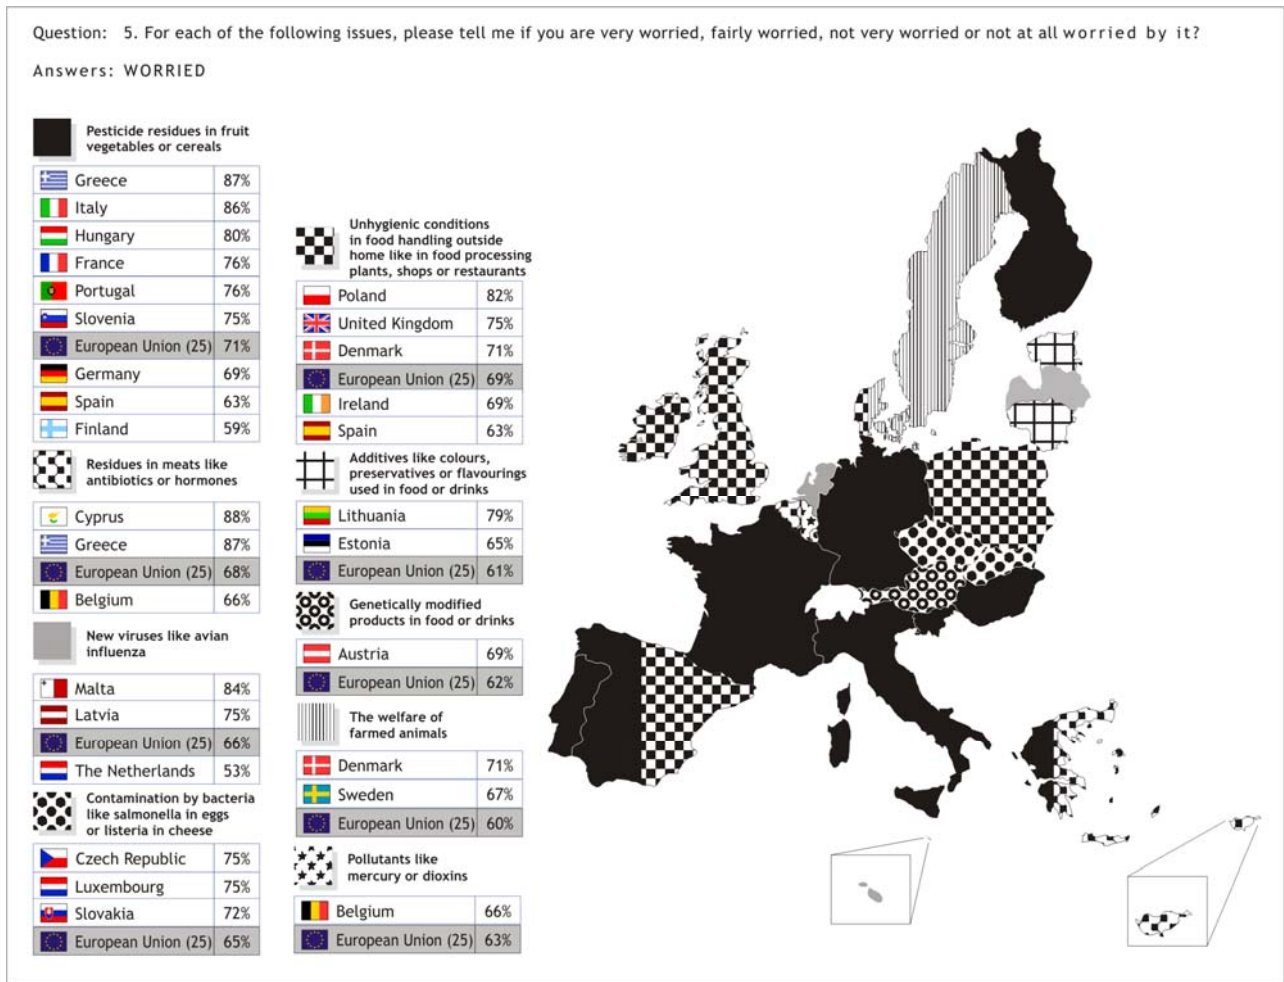 Question: 5. For each of the following issues, please tell me if you are very worried, fairly worried, not very worried or not at all worried by it?
Answers: WORRIED
Pesticide residues in fruit
vegetables or cereals
Greece 87%
Italy 86%
Hungary 80%
France 76%
Portugal 76%
Slovenia 75%
European Union (25) 71%
Germany 69%
Spain 63%
Finland 59%
Residues in meats like
antibiotics or hormones
Cyprus 88%
Greece 87%
European Union (25) 68%
Belgium 66%
New viruses like avian
influenza
Malta 84%
Latvia 75%
European Union (25) 66%
The Netherlands 53%
Contamination by bacteria
like salmonella in eggs
or listeria in cheese
Czech Republic 75%
Luxembourg 75%
Slovakia 72%
European Union (25) 65%
Unhygienic conditions
in food handling outside
home like in food processing
plants, shops or restaurants
Poland 82%
United Kingdom 75%
Denmark 71%
European Union (25) 69%
Ireland 69%
Spain 63%
Additives like colours,
preservatives or flavourings
used in food or drinks
Lithuania 79%
Estonia 65%
European Union (25) 61%
Genetically modified
products in food or drinks
Austria 69%
European Union (25) 62%
The welfare of
farmed animals
Denmark 71%
Sweden 67%
European Union (25) 60%
Pollutants like
mercury or dioxins
Belgium 66%
European Union (25) 63%